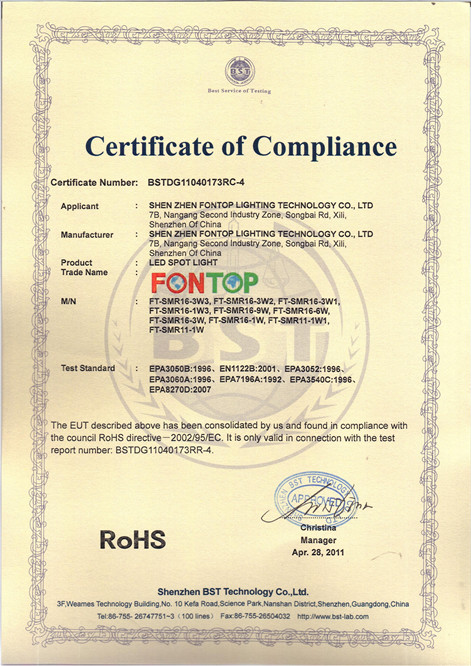 BST
Best Service of Testing
Certificate of Compliance
Certificate Number: BSTDG11040173RC-4
Applicant : SHEN ZHEN FONTOP LIGHTING TECHNOLOGY CO., LTD
7B, Nangang Second Industry Zone, Songbai Rd, Xili,
Shenzhen Of China
Manufacturer : SHEN ZHEN FONTOP LIGHTING TECHNOLOGY CO., LTD
7B, Nangang Second Industry Zone, Songbai Rd, Xili,
Shenzhen Of China
Product : LED SPOT LIGHT
Trade Name :
FONTOP
M/N : FT-SMR16-3W3, FT-SMR16-3W2, FT-SMR16-3W1,
FT-SMR16-1W3, FT-SMR16-9W, FT-SMR16-6W,
FT-SMR16-3W, FT-SMR16-1W, FT-SMR11-1W1,
FT-SMR11-1W
BST
Test Standard : EPA3050B:1996, EN1122B:2001, EPA3052:1996,
EPA3060A:1996, EPA7196A:1992, EPA3540C:1996,
EPA8270D:2007
The EUT described above has been consolidated by us and found in compliance with
the council RoHS directive—2002/95/EC. It is only valid in connection with the test
report number: BSTDG11040173RR-4.
BST TECHNOLOGY
APPROVED
Christina
Manager
Apr. 28, 2011
RoHS
Shenzhen BST Technology Co.,Ltd.
3F,Weames Technology Building,No. 10 Kefa Road,Science Park,Nanshan District,Shenzhen,Guangdong,China
Tel:86-755- 26747751~3 (100 lines) Fax:86-755-26504032 http://www.bst-lab.com